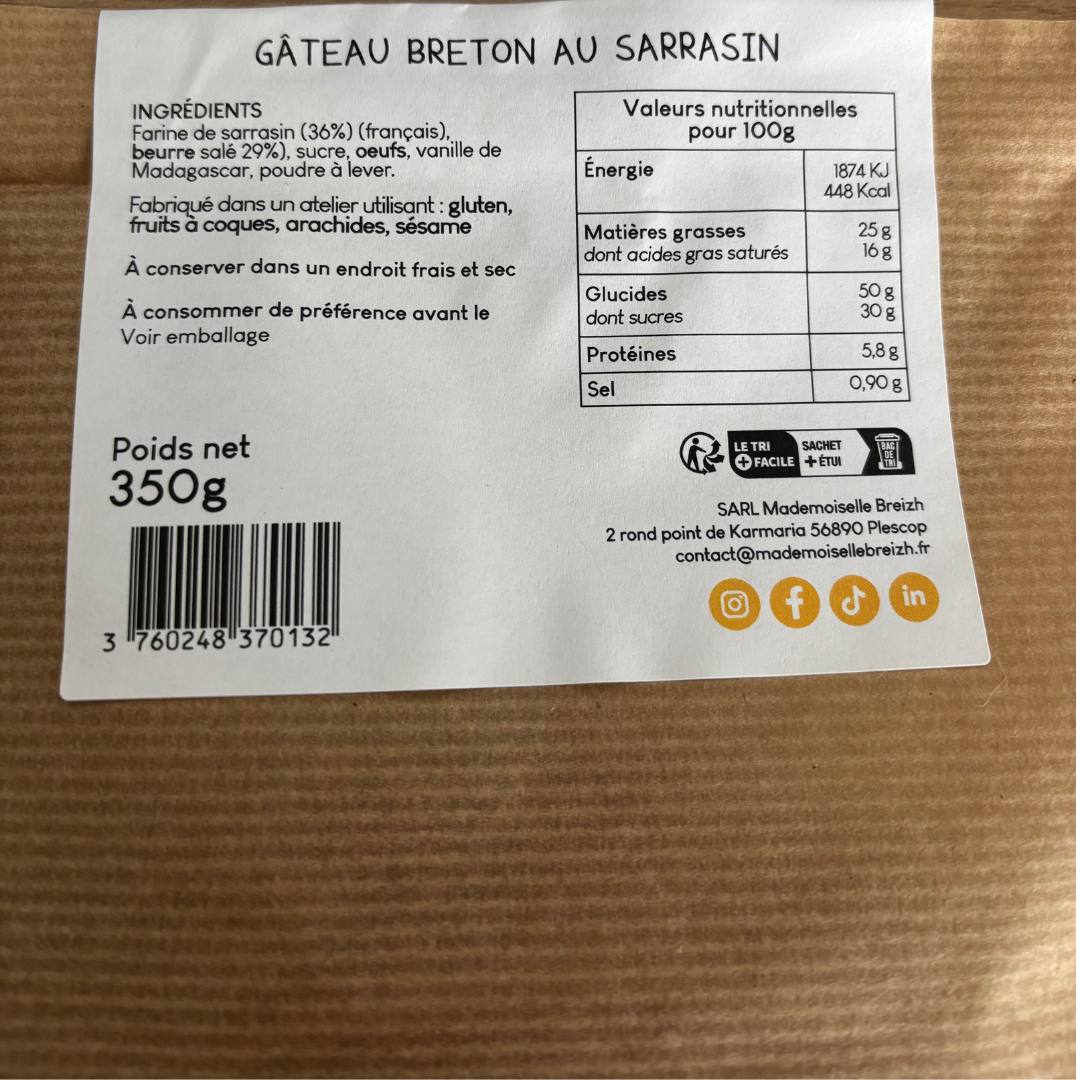 GÂTEAU BRETON AU SARRASIN
INGRÉDIENTS
Farine de sarrasin (36%) (français),
beurre salé 29%), sucre, oeufs, vanille de
Madagascar, poudre à lever.
Fabriqué dans un atelier utilisant : gluten,
fruits à coques, arachides, sésame
À conserver dans un endroit frais et sec
À consommer de préférence avant le
Voir emballage
Poids net
350g
3 760248 370132
Valeurs nutritionnelles
pour 100g
Énergie 1874 KJ
448 Kcal
Matières grasses 25 g
dont acides gras saturés 16 g
Glucides 50 g
dont sucres 30 g
Protéines 5,8 g
Sel 0,90 g
LE TRI
+ FACILE
SACHET
+ ÉTUI
BAC
DE
TRI
SARL Mademoiselle Breizh
2 rond point de Karmaria 56890 Plescop
contact@mademoisellebreizh.fr
f
in